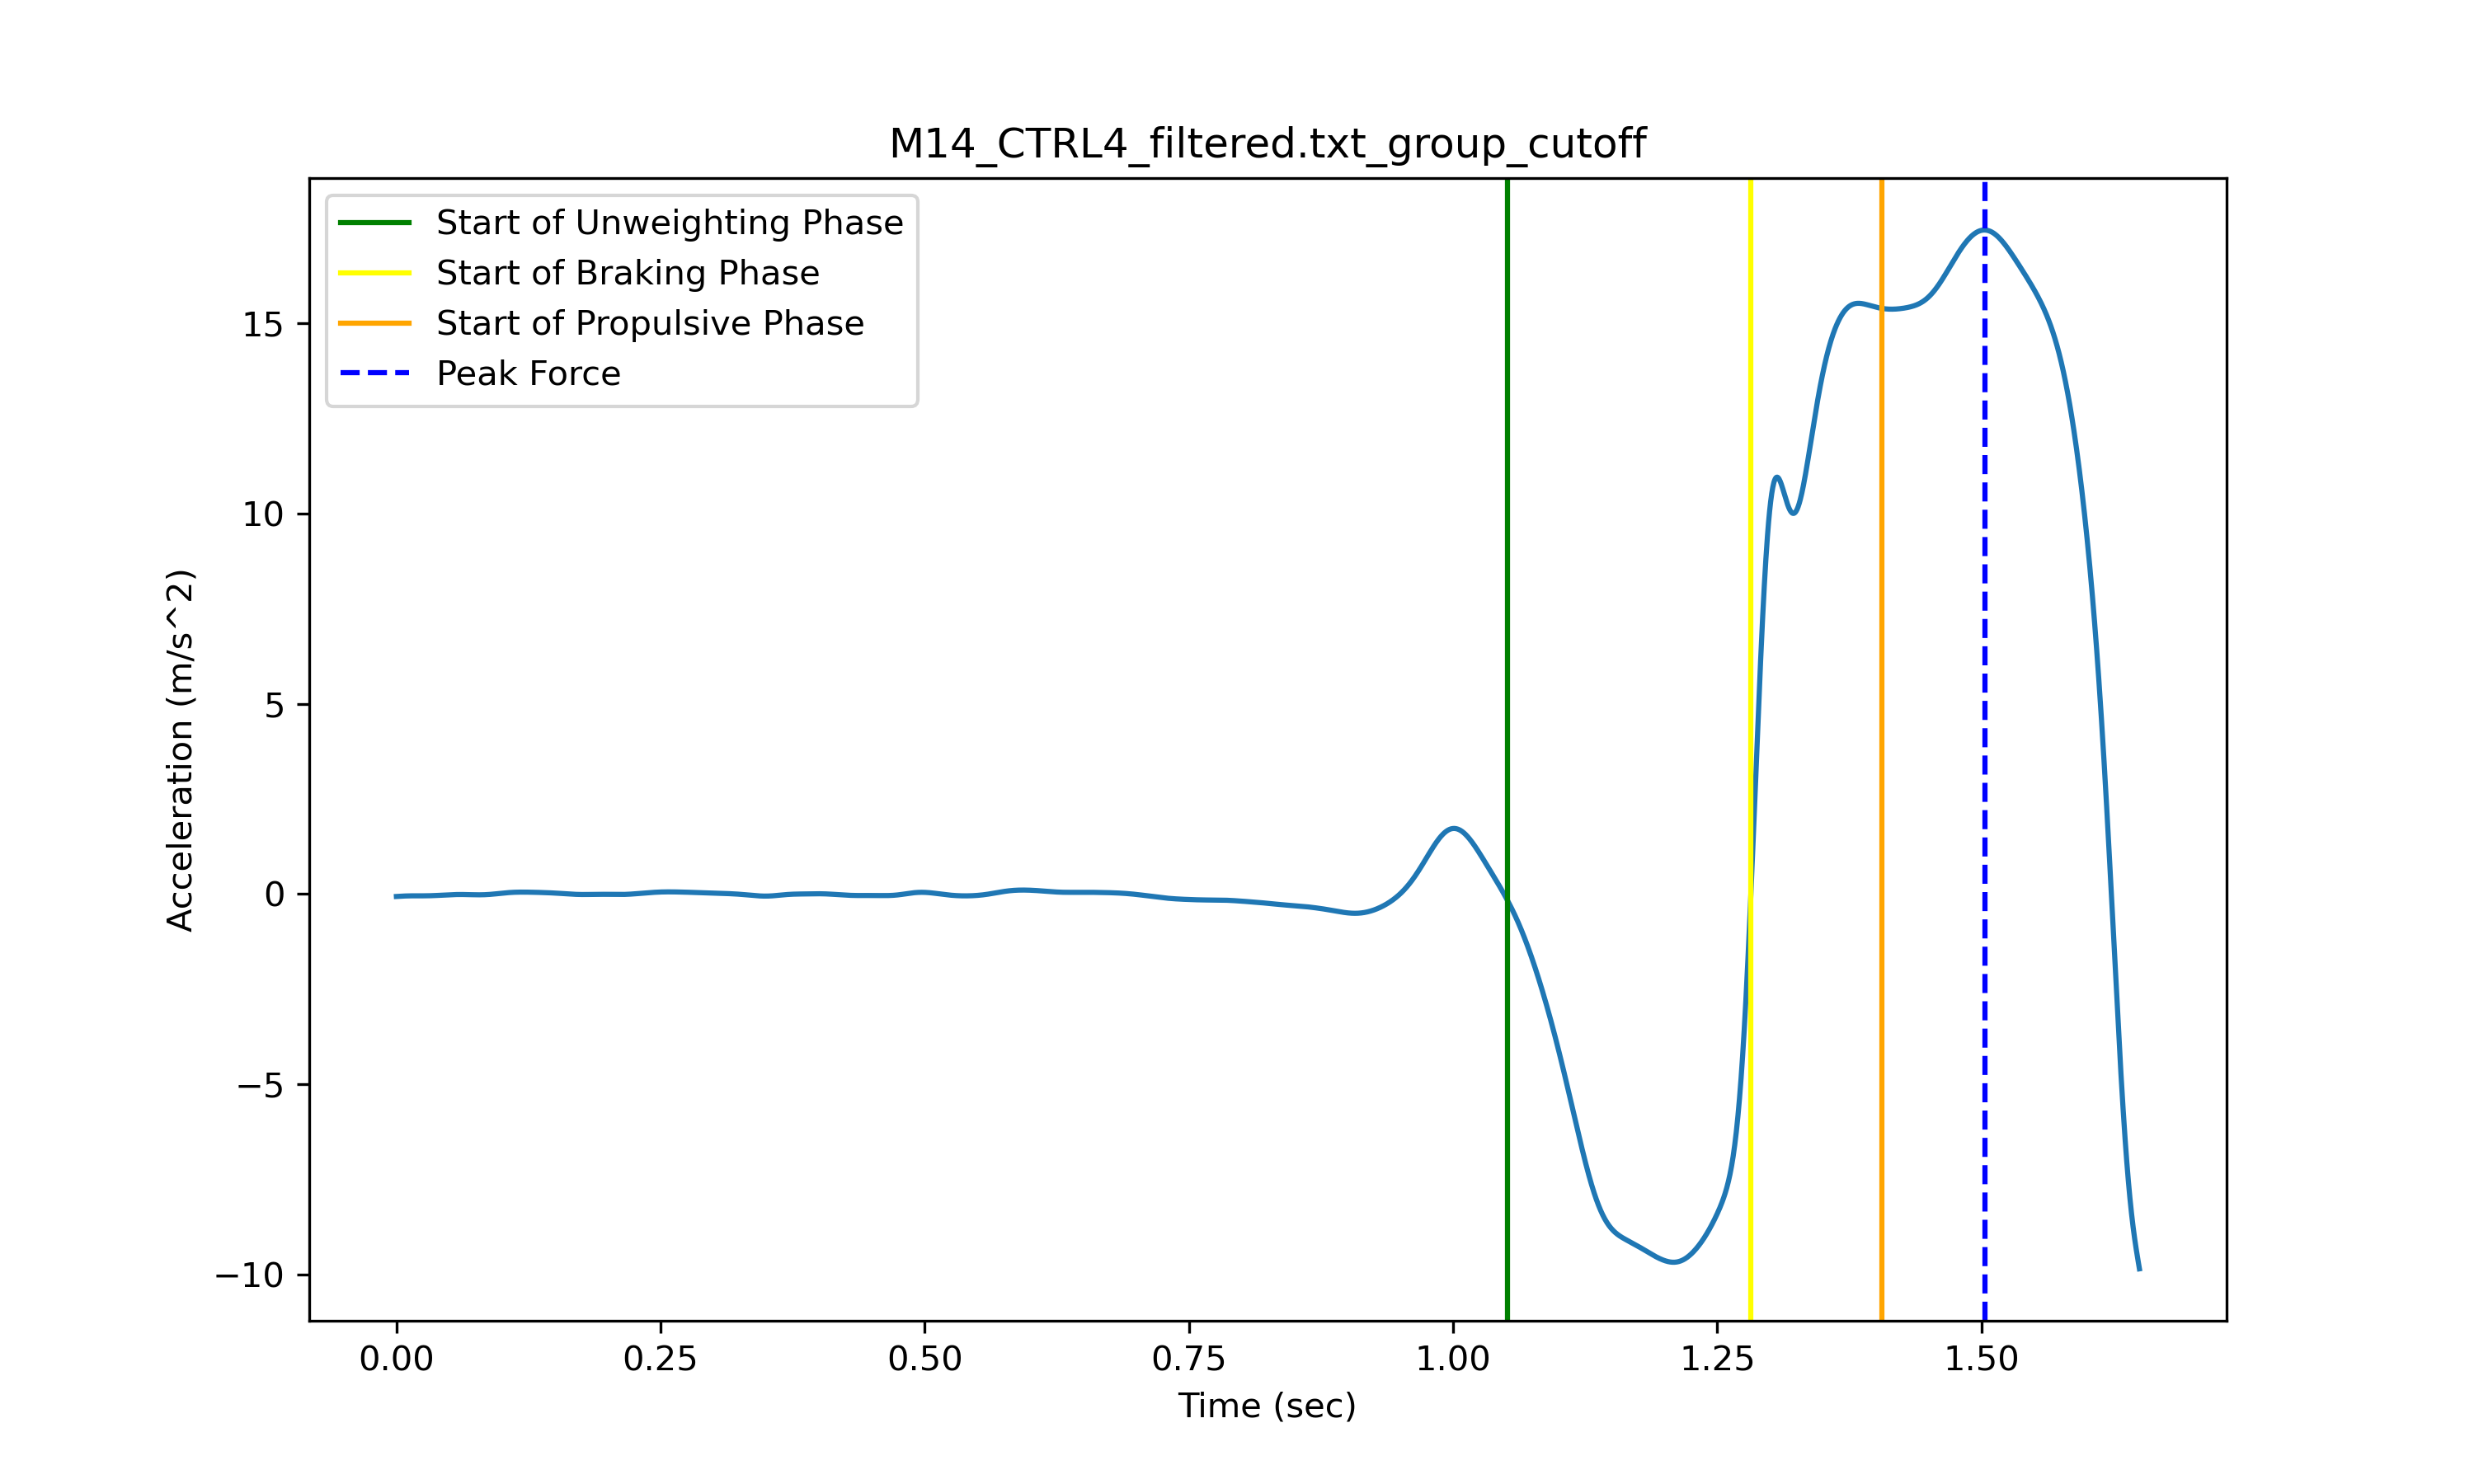 M14_CTRL4_filtered.txt_group_cutoff
Start of Unweighting Phase
Start of Braking Phase
Start of Propulsive Phase
Peak Force
Acceleration (m/s^2)
15
10
5
0
−5
−10
0.00 0.25 0.50 0.75 1.00 1.25 1.50
Time (sec)